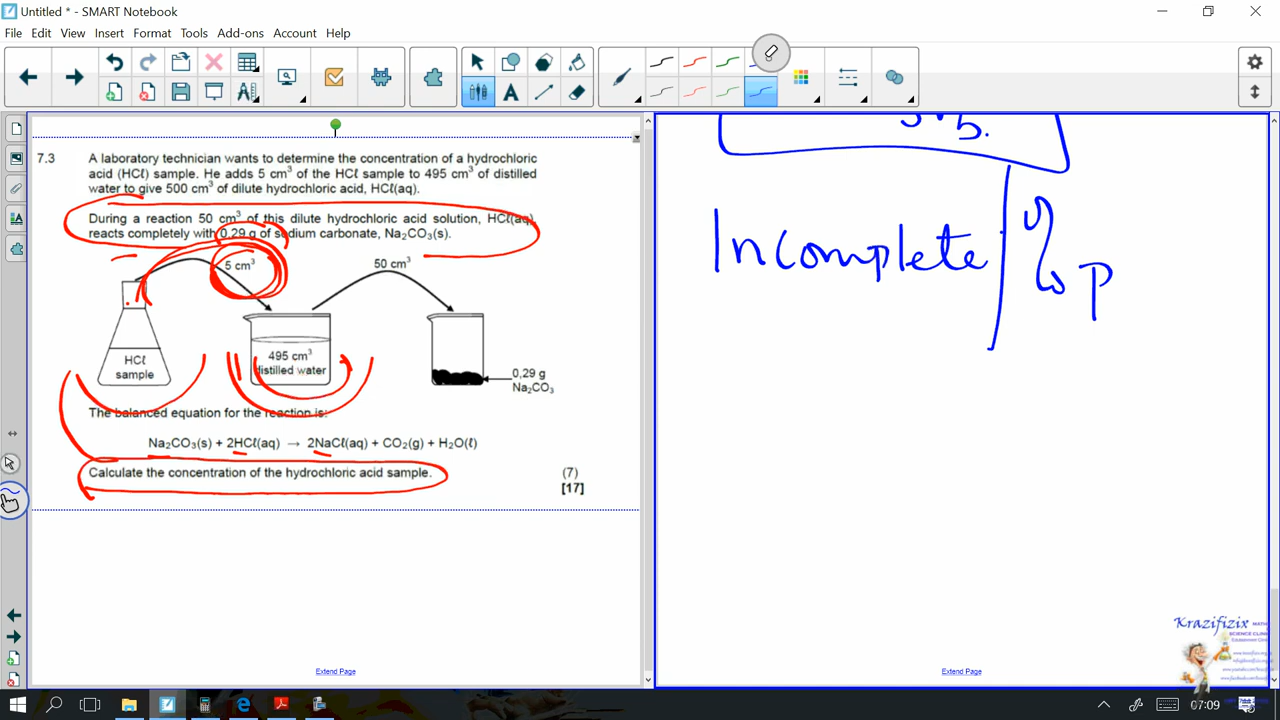 Untitled * - SMART Notebook
File Edit View Insert Format Tools Add-ons Account Help
7.3 A laboratory technician wants to determine the concentration of a hydrochloric
acid (HCℓ) sample. He adds 5 cm³ of the HCℓ sample to 495 cm³ of distilled
water to give 500 cm³ of dilute hydrochloric acid, HCℓ(aq).
During a reaction 50 cm³ of this dilute hydrochloric acid solution, HCℓ(aq)
reacts completely with 0,29 g of sodium carbonate, Na₂CO₃(s).
5 cm³
50 cm³
HCℓ
sample
495 cm³
distilled water
0,29 g
Na₂CO₃
The balanced equation for the reaction is:
Na₂CO₃(s) + 2HCℓ(aq) → 2NaCℓ(aq) + CO₂(g) + H₂O(ℓ)
Calculate the concentration of the hydrochloric acid sample. (7)
[17]
Extend Page
Incomplete
p
Krazifizix
SCIENCE CLINIC
Extend Page
07:09